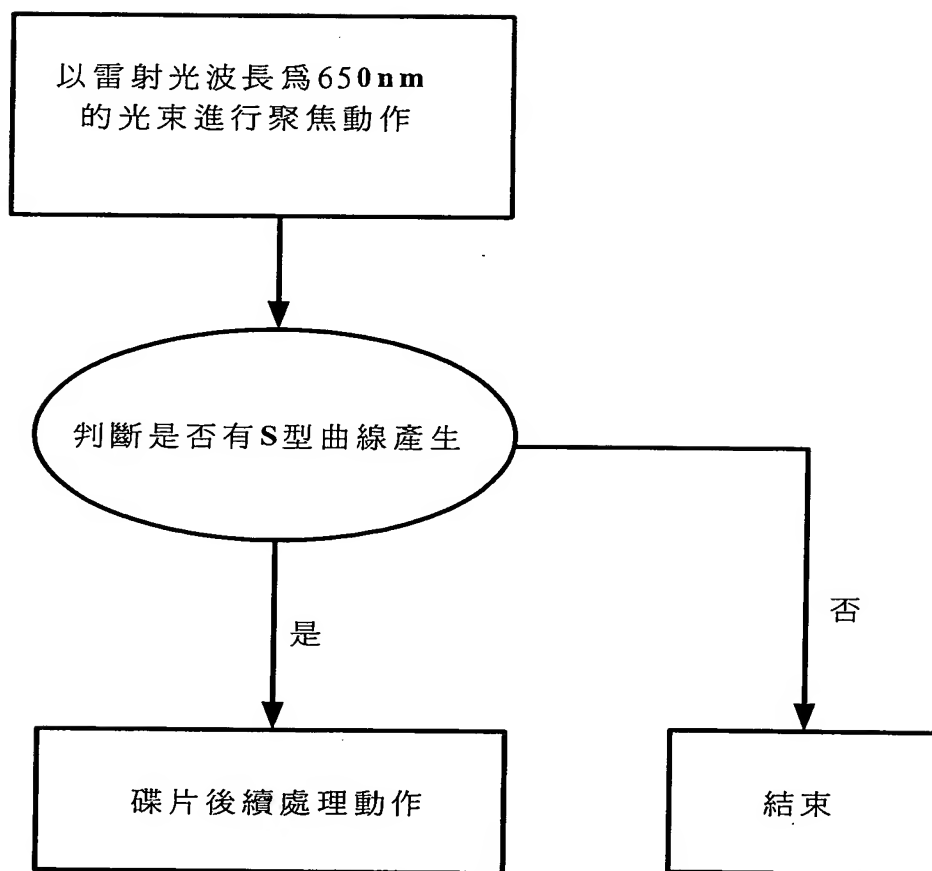 以雷射光波長爲650nm
的光束進行聚焦動作
判斷是否有S型曲線產生
是
否
碟片後續處理動作
結束